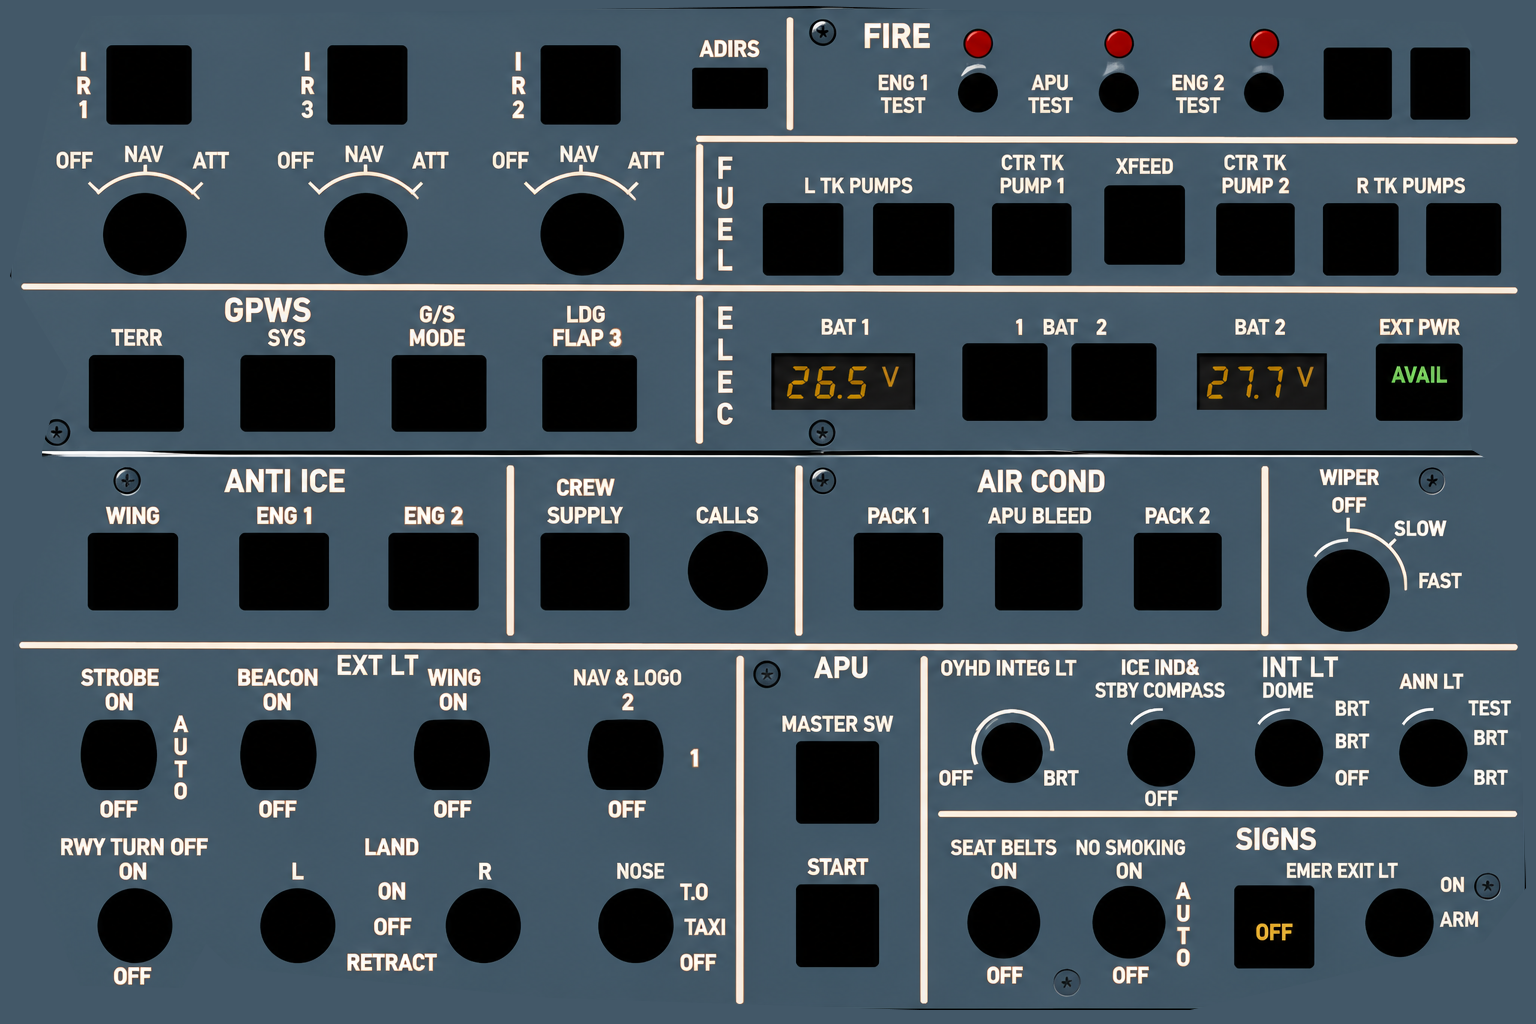 IR1
IR3
IR2
ADIRS
OFF NAV ATT
OFF NAV ATT
OFF NAV ATT
FIRE
ENG 1
TEST
APU
TEST
ENG 2
TEST
FUEL
L TK PUMPS
CTR TK
PUMP 1
XFEED
CTR TK
PUMP 2
R TK PUMPS
GPWS
TERR
SYS
G/S
MODE
LDG
FLAP 3
ELEC
BAT 1
26.5 V
1 BAT 2
BAT 2
27.7 V
EXT PWR
AVAIL
ANTI ICE
WING
ENG 1
ENG 2
CREW
SUPPLY
CALLS
AIR COND
PACK 1
APU BLEED
PACK 2
WIPER
OFF
SLOW
FAST
EXT LT
STROBE
ON
AUTO
OFF
BEACON
ON
OFF
WING
ON
OFF
NAV & LOGO
2
1
OFF
RWY TURN OFF
ON
OFF
LAND
L
R
ON
OFF
RETRACT
NOSE
T.O
TAXI
OFF
APU
MASTER SW
START
OYHD INTEG LT
OFF
BRT
ICE IND&
STBY COMPASS
OFF
INT LT
DOME
BRT
BRT
OFF
ANN LT
TEST
BRT
BRT
SIGNS
SEAT BELTS
ON
OFF
NO SMOKING
ON
AUTO
OFF
EMER EXIT LT
OFF
ON
ARM